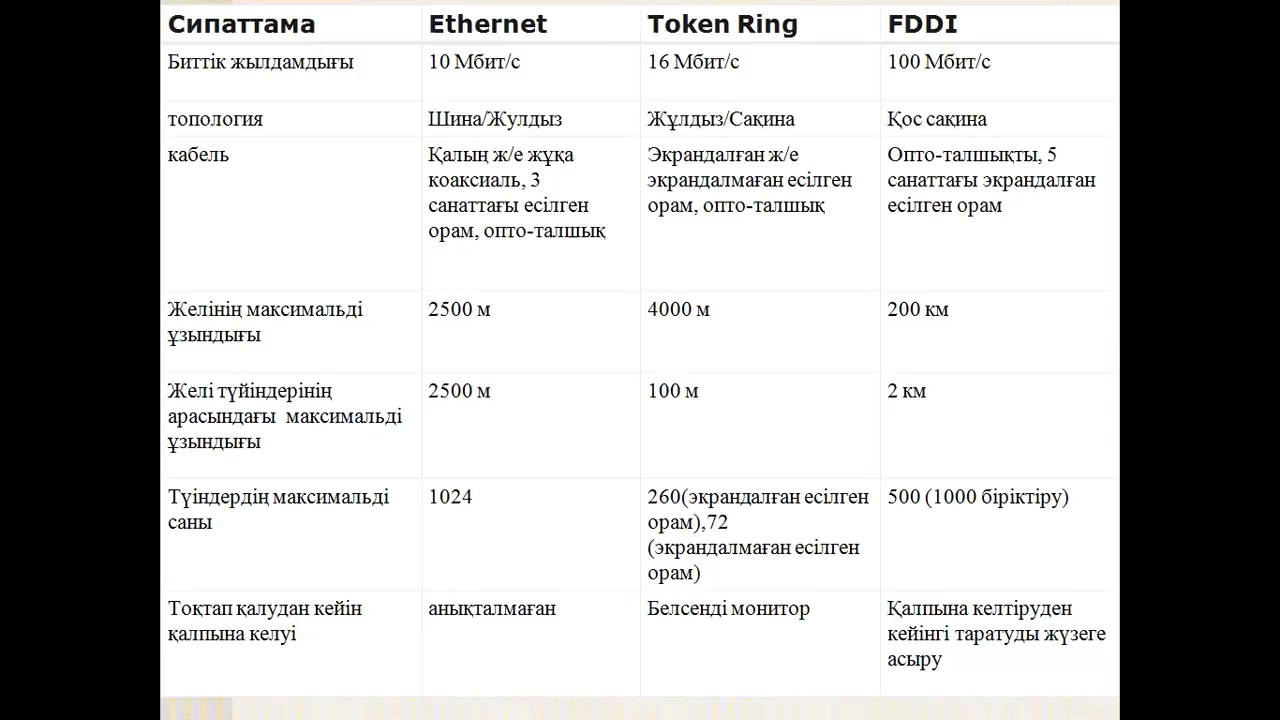 Сипаттама Ethernet Token Ring FDDI
Биттік жылдамдығы 10 Мбит/с 16 Мбит/с 100 Мбит/с
топология Шина/Жулдыз Жұлдыз/Сақина Қос сақина
кабель
Қалың ж/е жұқа
коаксиаль, 3
санаттағы есілген
орам, опто-талшық
Экрандалған ж/е
экрандалмаған есілген
орам, опто-талшық
Опто-талшықты, 5
санаттағы экрандалған
есілген орам
Желінің максимальді
ұзындығы
2500 м
4000 м
200 км
Желі түйіндерінің
арасындағы максимальді
ұзындығы
2500 м
100 м
2 км
Түіндердің максимальді
саны
1024
260(экрандалған есілген
орам),72
(экрандалмаған есілген
орам)
500 (1000 біріктіру)
Тоқтап қалудан кейін
қалпына келуі
анықталмаған
Белсенді монитор
Қалпына келтіруден
кейінгі таратуды жүзеге
асыру